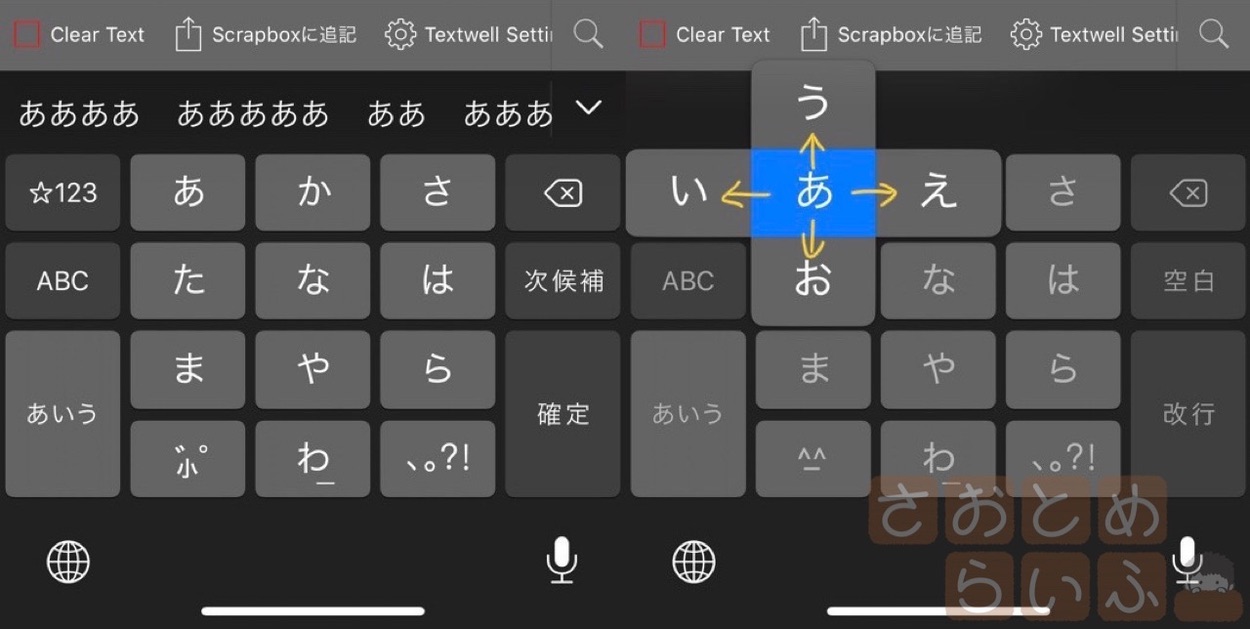 Clear Text Scrapboxに追記 Textwell Setti
ああああ あああああ ああ あああ
☆123 あ か さ
ABC た な は 次候補
あいう ま や ら 確定
゛゜小 わ_ 、。?!
Clear Text Scrapboxに追記 Textwell Setti
う
い あ え さ
ABC お な は 空白
あいう ま や ら 改行
^^ わ_ 、。?!
さおとめ
らいふ